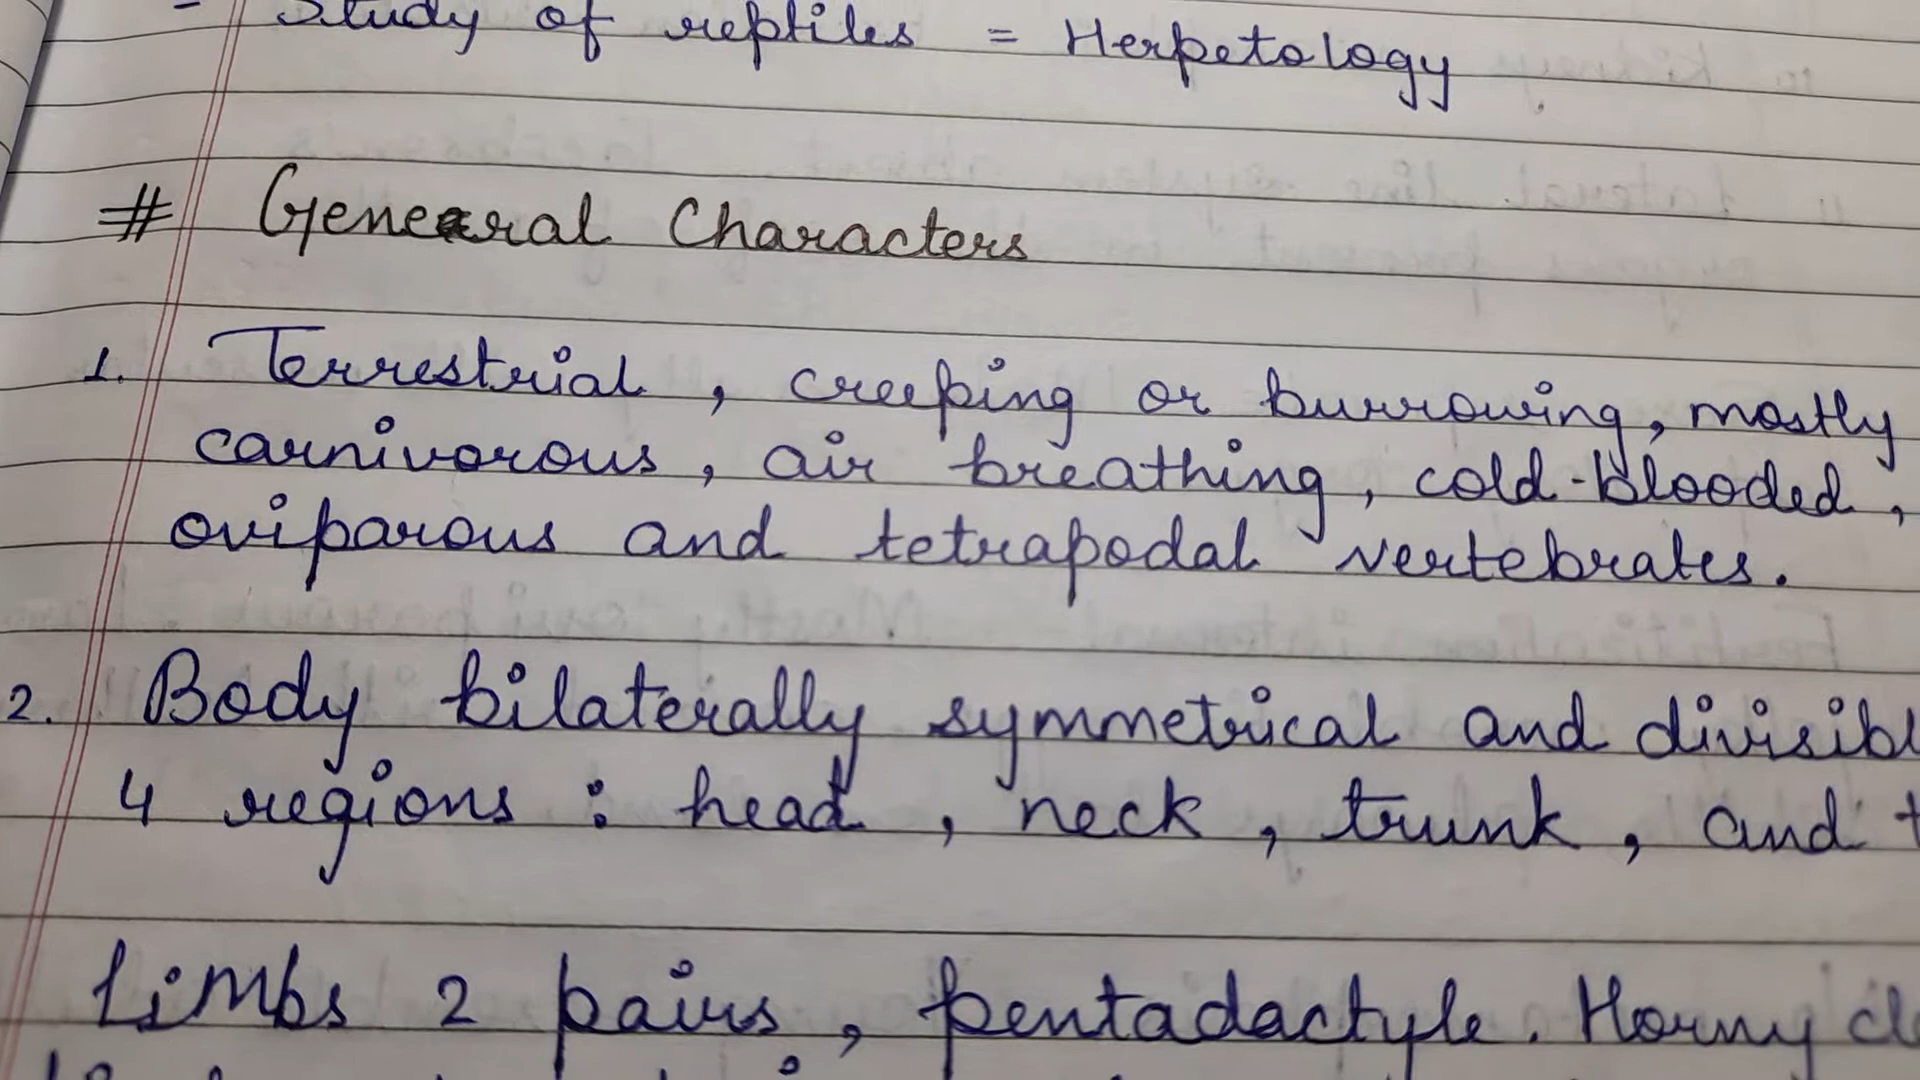 - Study of reptiles = Herpetology
# General Characters
1. Terrestrial, creeping or burrowing, mostly
carnivorous, air breathing, cold-blooded,
oviparous and tetrapodal vertebrates.
2. Body bilaterally symmetrical and divisibl
4 regions : head, neck, trunk, and t
Limbs 2 pairs, pentadactyle. Horny cl